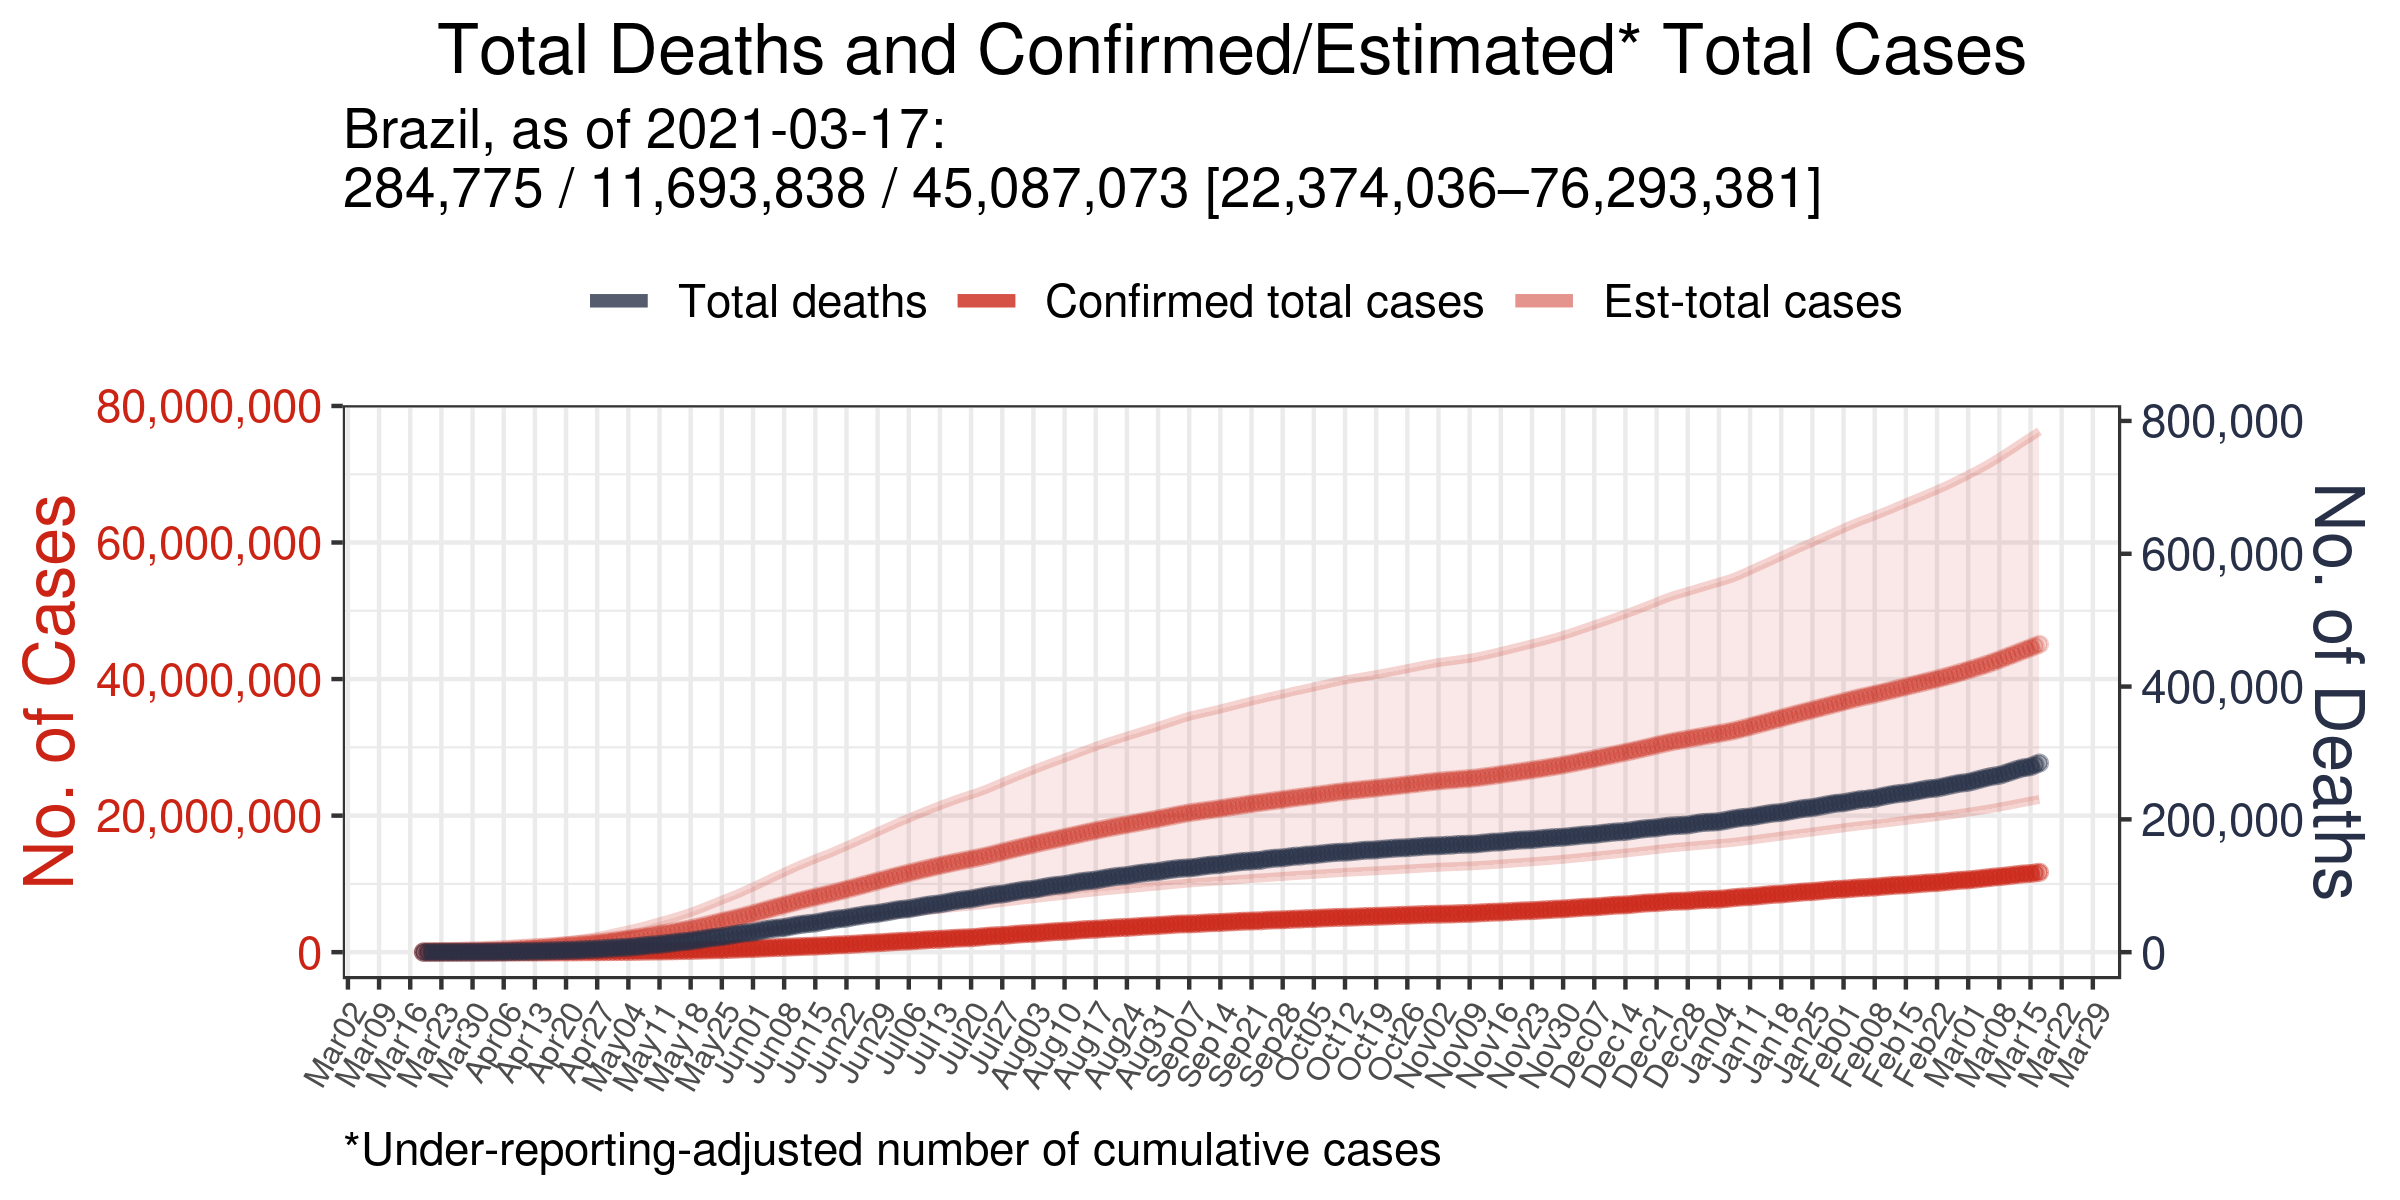 Total Deaths and Confirmed/Estimated* Total Cases
Brazil, as of 2021-03-17:
284,775 / 11,693,838 / 45,087,073 [22,374,036–76,293,381]
Total deaths
Confirmed total cases
Est-total cases
No. of Cases
80,000,000
60,000,000
40,000,000
20,000,000
0
800,000
600,000
400,000
200,000
0
No. of Deaths
Mar02
Mar09
Mar16
Mar23
Mar30
Apr06
Apr13
Apr20
Apr27
May04
May11
May18
May25
Jun01
Jun08
Jun15
Jun22
Jun29
Jul06
Jul13
Jul20
Jul27
Aug03
Aug10
Aug17
Aug24
Aug31
Sep07
Sep14
Sep21
Sep28
Oct05
Oct12
Oct19
Oct26
Nov02
Nov09
Nov16
Nov23
Nov30
Dec07
Dec14
Dec21
Dec28
Jan04
Jan11
Jan18
Jan25
Feb01
Feb08
Feb15
Feb22
Mar01
Mar08
Mar15
Mar22
Mar29
*Under-reporting-adjusted number of cumulative cases